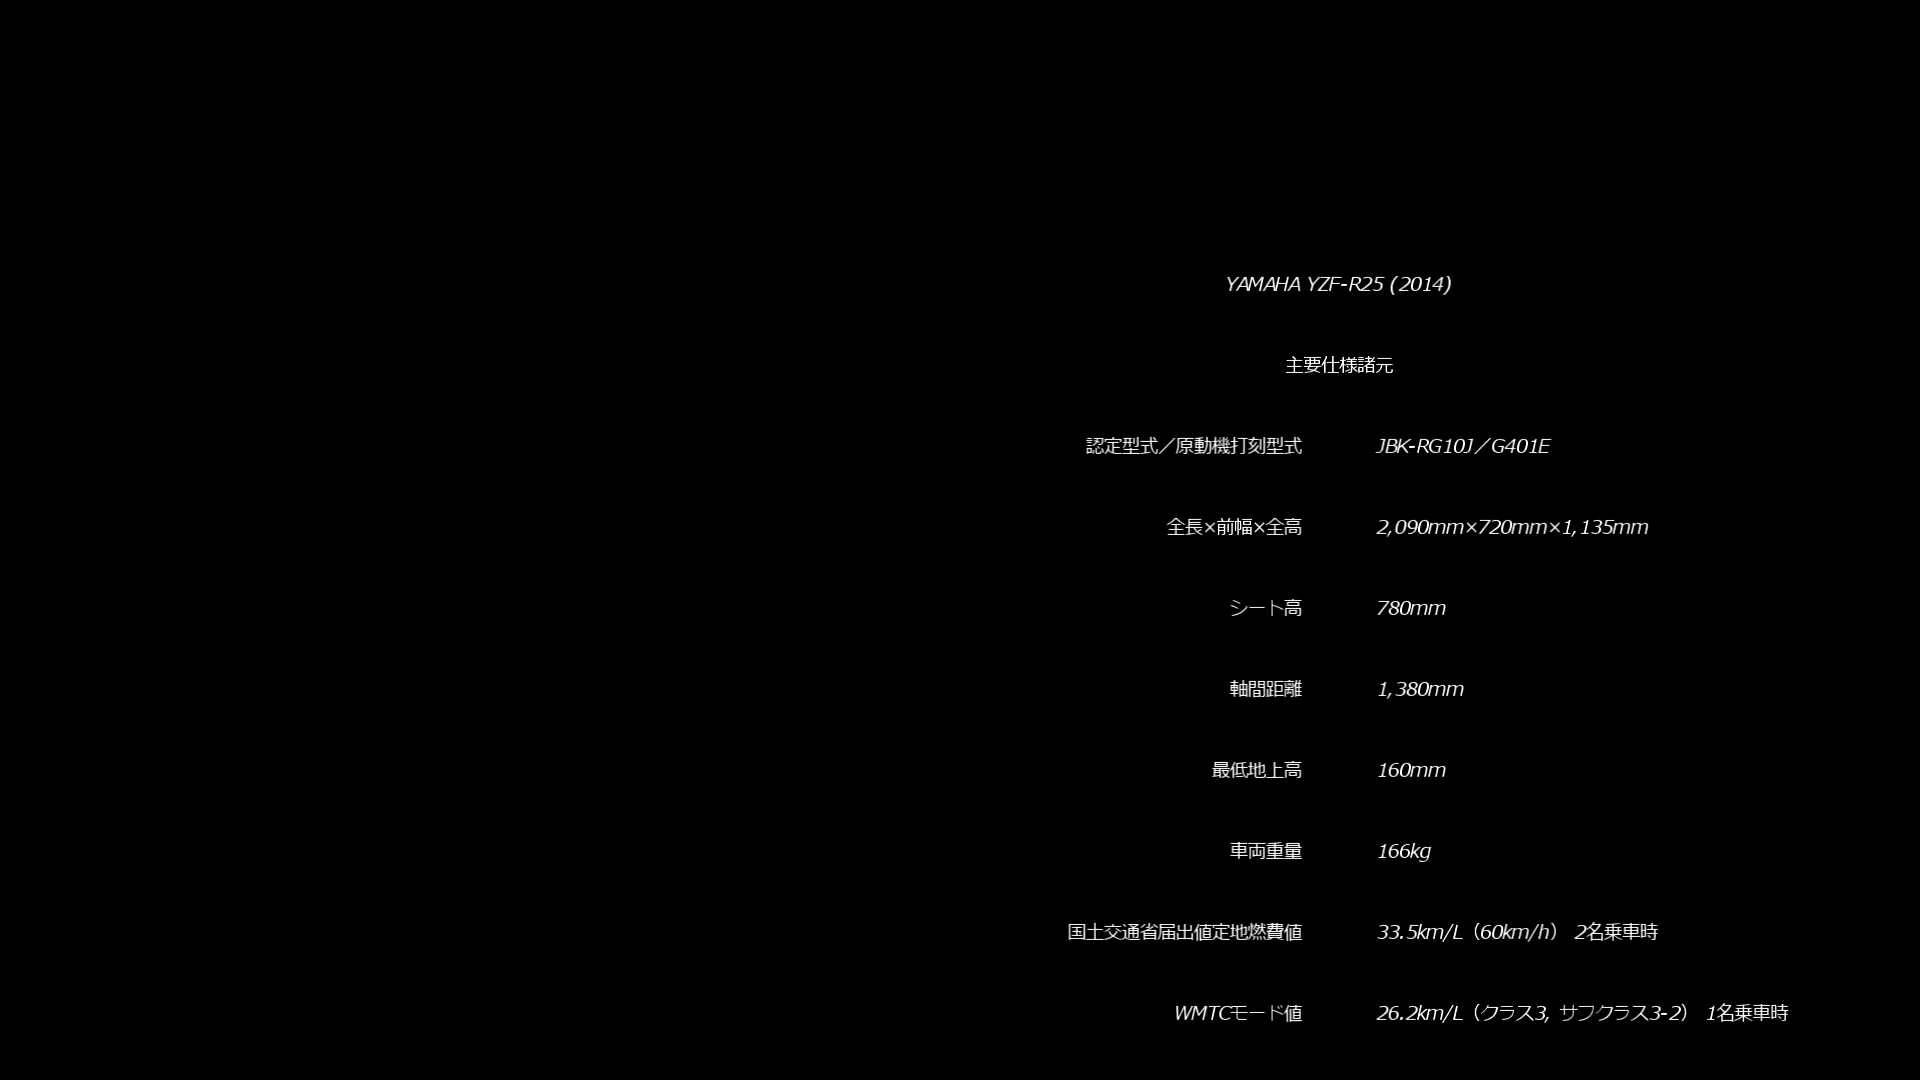 YAMAHA YZF-R25 (2014)
主要仕様諸元
認定型式／原動機打刻型式 JBK-RG10J／G401E
全長×前幅×全高 2,090mm×720mm×1,135mm
シート高 780mm
軸間距離 1,380mm
最低地上高 160mm
車両重量 166kg
国土交通省届出値定地燃費値 33.5km/L（60km/h） 2名乗車時
WMTCモード値 26.2km/L（クラス3, サフクラス3-2） 1名乗車時